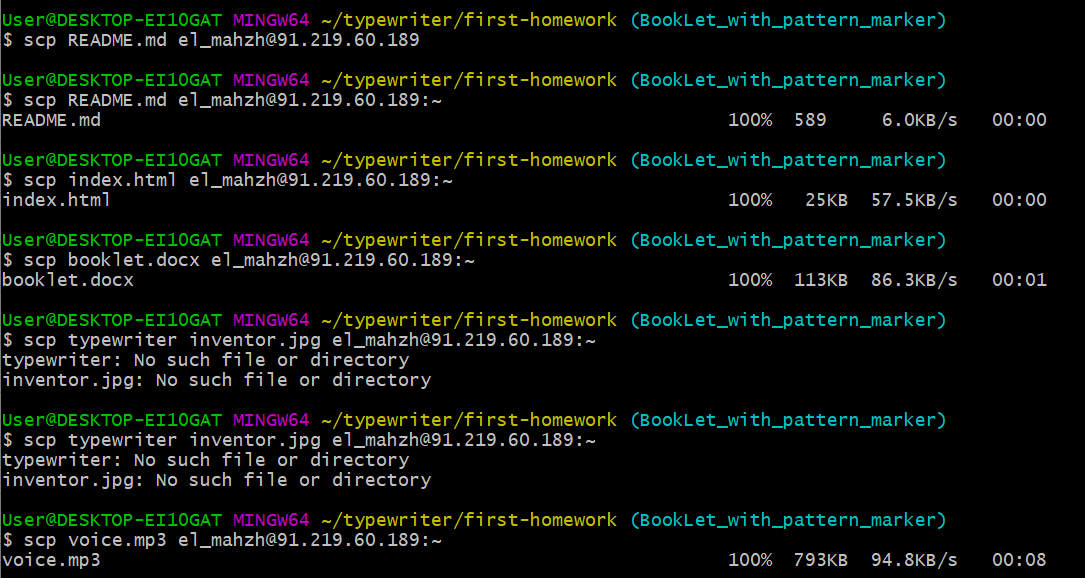 User@DESKTOP-EI10GAT MINGW64 ~/typewriter/first-homework (BookLet_with_pattern_marker)
$ scp README.md el_mahzh@91.219.60.189
User@DESKTOP-EI10GAT MINGW64 ~/typewriter/first-homework (BookLet_with_pattern_marker)
$ scp README.md el_mahzh@91.219.60.189:~
README.md 100% 589 6.0KB/s 00:00
User@DESKTOP-EI10GAT MINGW64 ~/typewriter/first-homework (BookLet_with_pattern_marker)
$ scp index.html el_mahzh@91.219.60.189:~
index.html 100% 25KB 57.5KB/s 00:00
User@DESKTOP-EI10GAT MINGW64 ~/typewriter/first-homework (BookLet_with_pattern_marker)
$ scp booklet.docx el_mahzh@91.219.60.189:~
booklet.docx 100% 113KB 86.3KB/s 00:01
User@DESKTOP-EI10GAT MINGW64 ~/typewriter/first-homework (BookLet_with_pattern_marker)
$ scp typewriter inventor.jpg el_mahzh@91.219.60.189:~
typewriter: No such file or directory
inventor.jpg: No such file or directory
User@DESKTOP-EI10GAT MINGW64 ~/typewriter/first-homework (BookLet_with_pattern_marker)
$ scp typewriter inventor.jpg el_mahzh@91.219.60.189:~
typewriter: No such file or directory
inventor.jpg: No such file or directory
User@DESKTOP-EI10GAT MINGW64 ~/typewriter/first-homework (BookLet_with_pattern_marker)
$ scp voice.mp3 el_mahzh@91.219.60.189:~
voice.mp3 100% 793KB 94.8KB/s 00:08